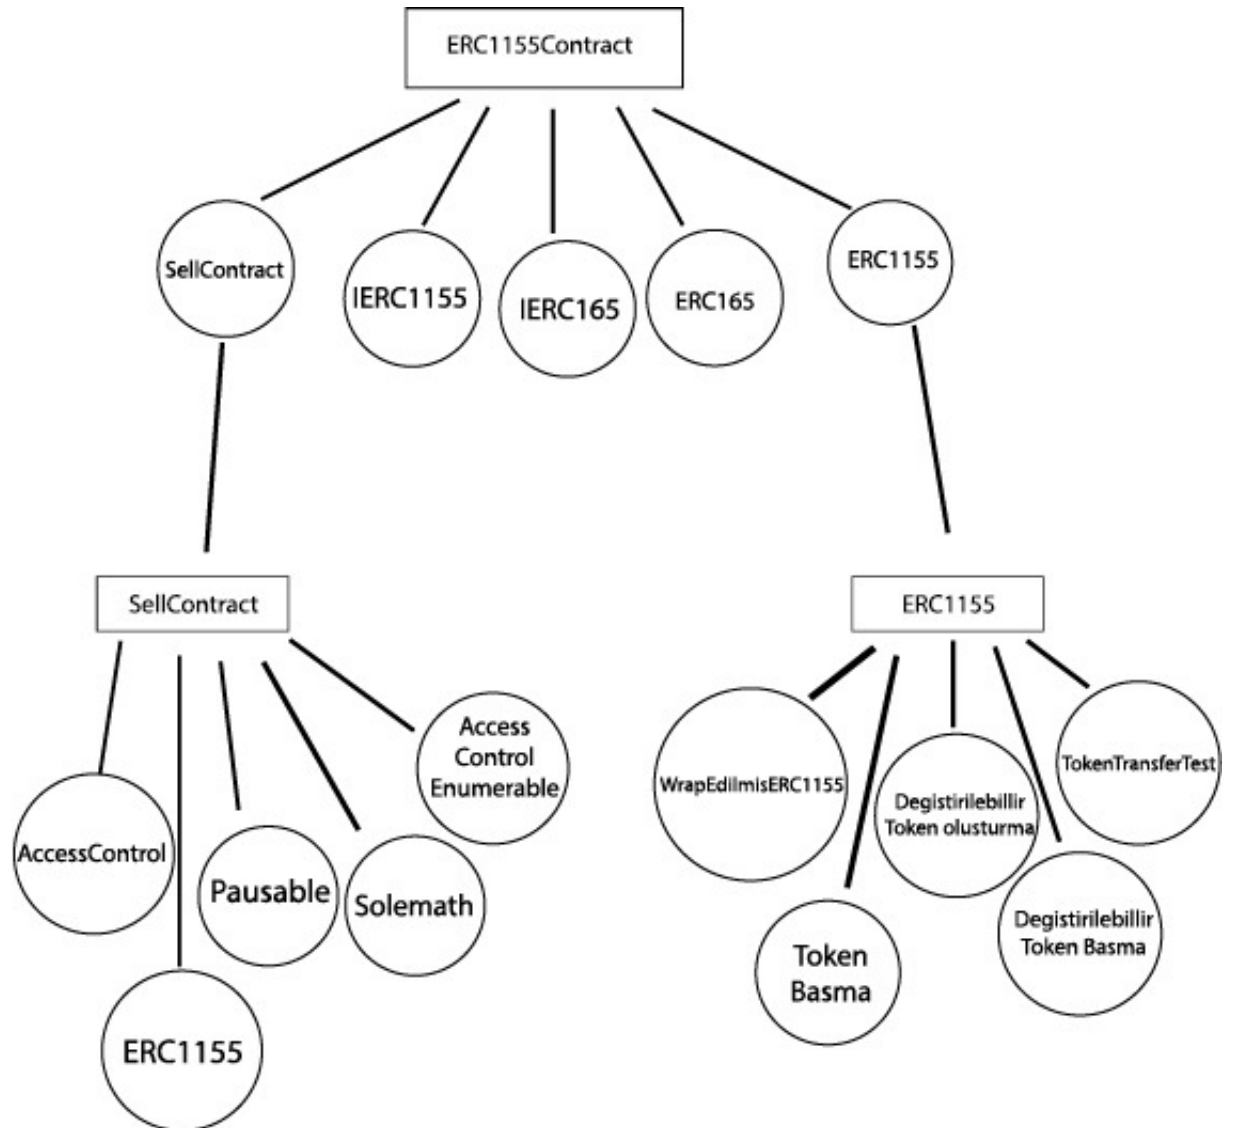 ERC1155Contract
SellContract
IERC1155
IERC165
ERC165
ERC1155
SellContract
ERC1155
AccessControl
ERC1155
Pausable
Solemath
Access
Control
Enumerable
WrapEdilmisERC1155
Token
Basma
Degistirilebillir
Token olusturma
Degistirilebillir
Token Basma
TokenTransferTest